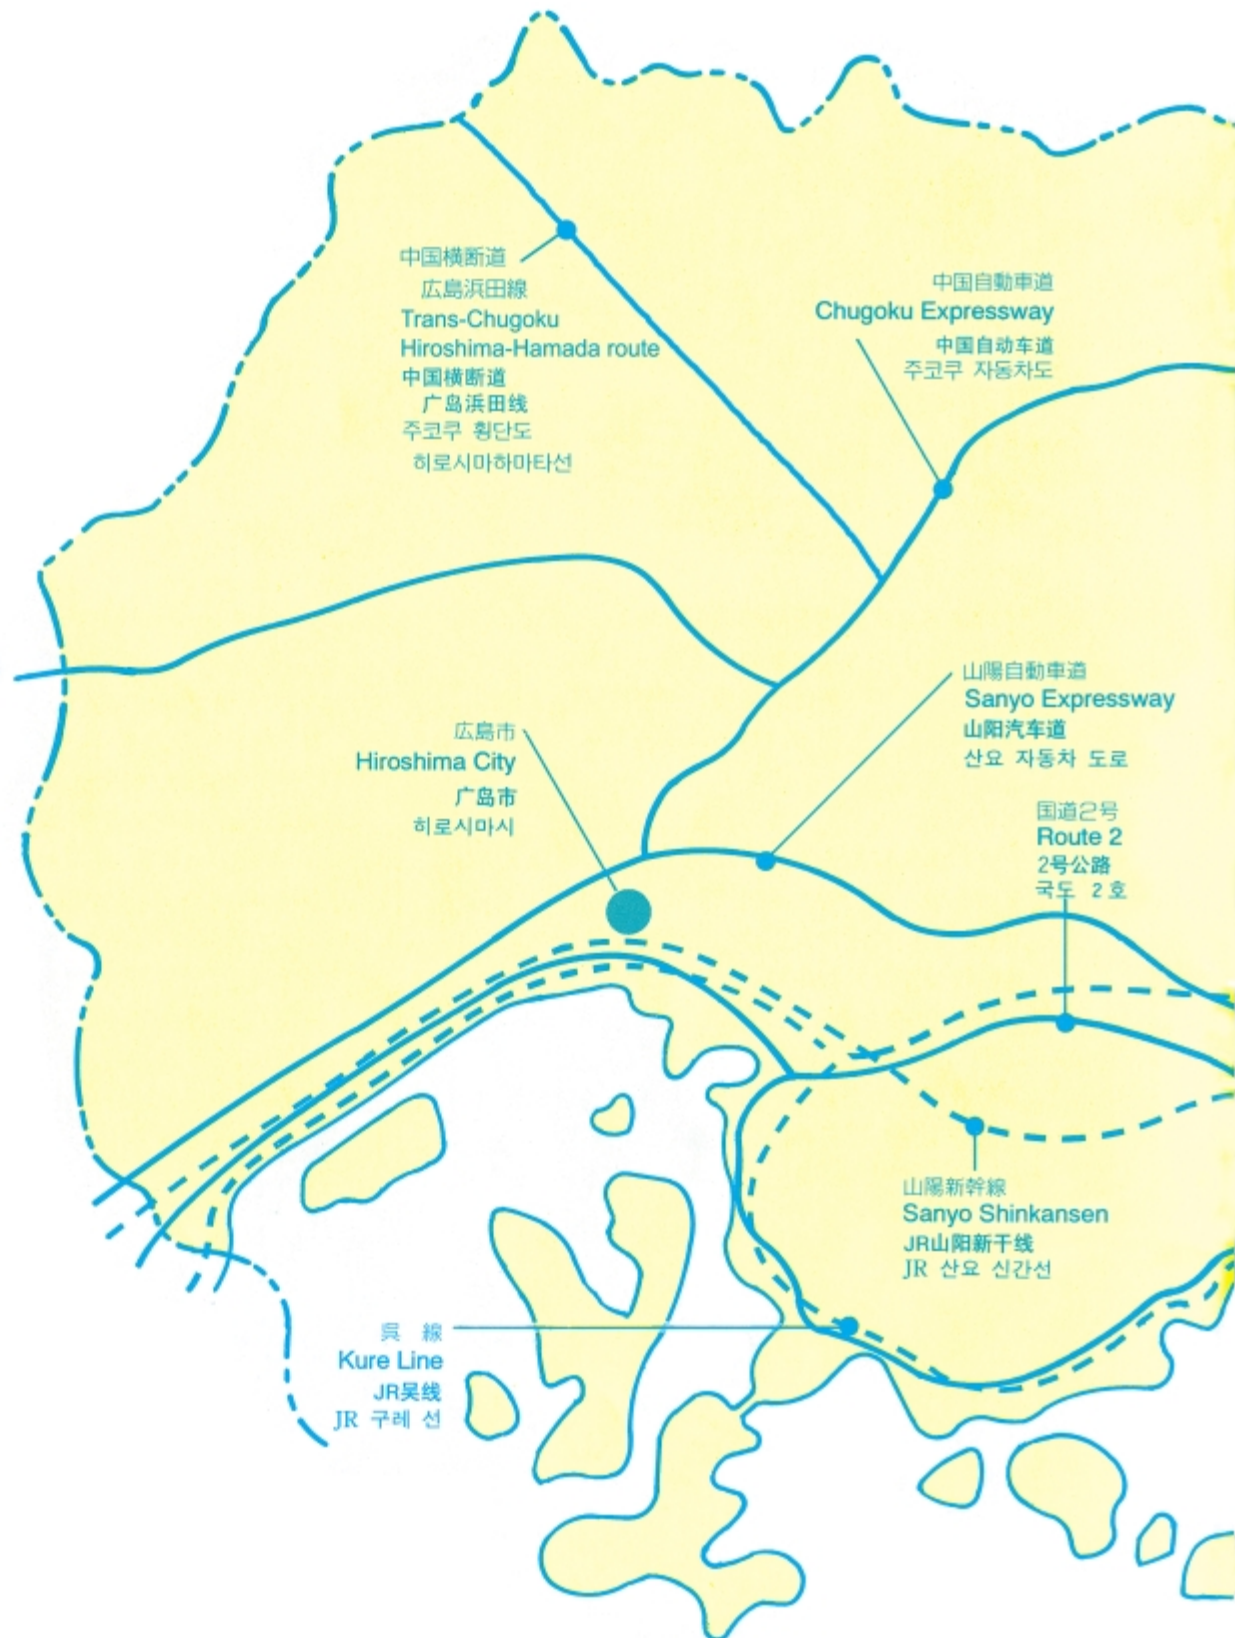 中国横断道
広島浜田線
Trans-Chugoku
Hiroshima-Hamada route
中国横断道
广岛浜田线
주코쿠 횡단도
히로시마하마타선
中国自動車道
Chugoku Expressway
中国自动车道
주코쿠 자동차도
山陽自動車道
Sanyo Expressway
山阳汽车道
산요 자동차 도로
広島市
Hiroshima City
广岛市
히로시마시
国道2号
Route 2
2号公路
국도 2호
山陽新幹線
Sanyo Shinkansen
JR山阳新干线
JR 산요 신간선
呉 線
Kure Line
JR吴线
JR 구레 선